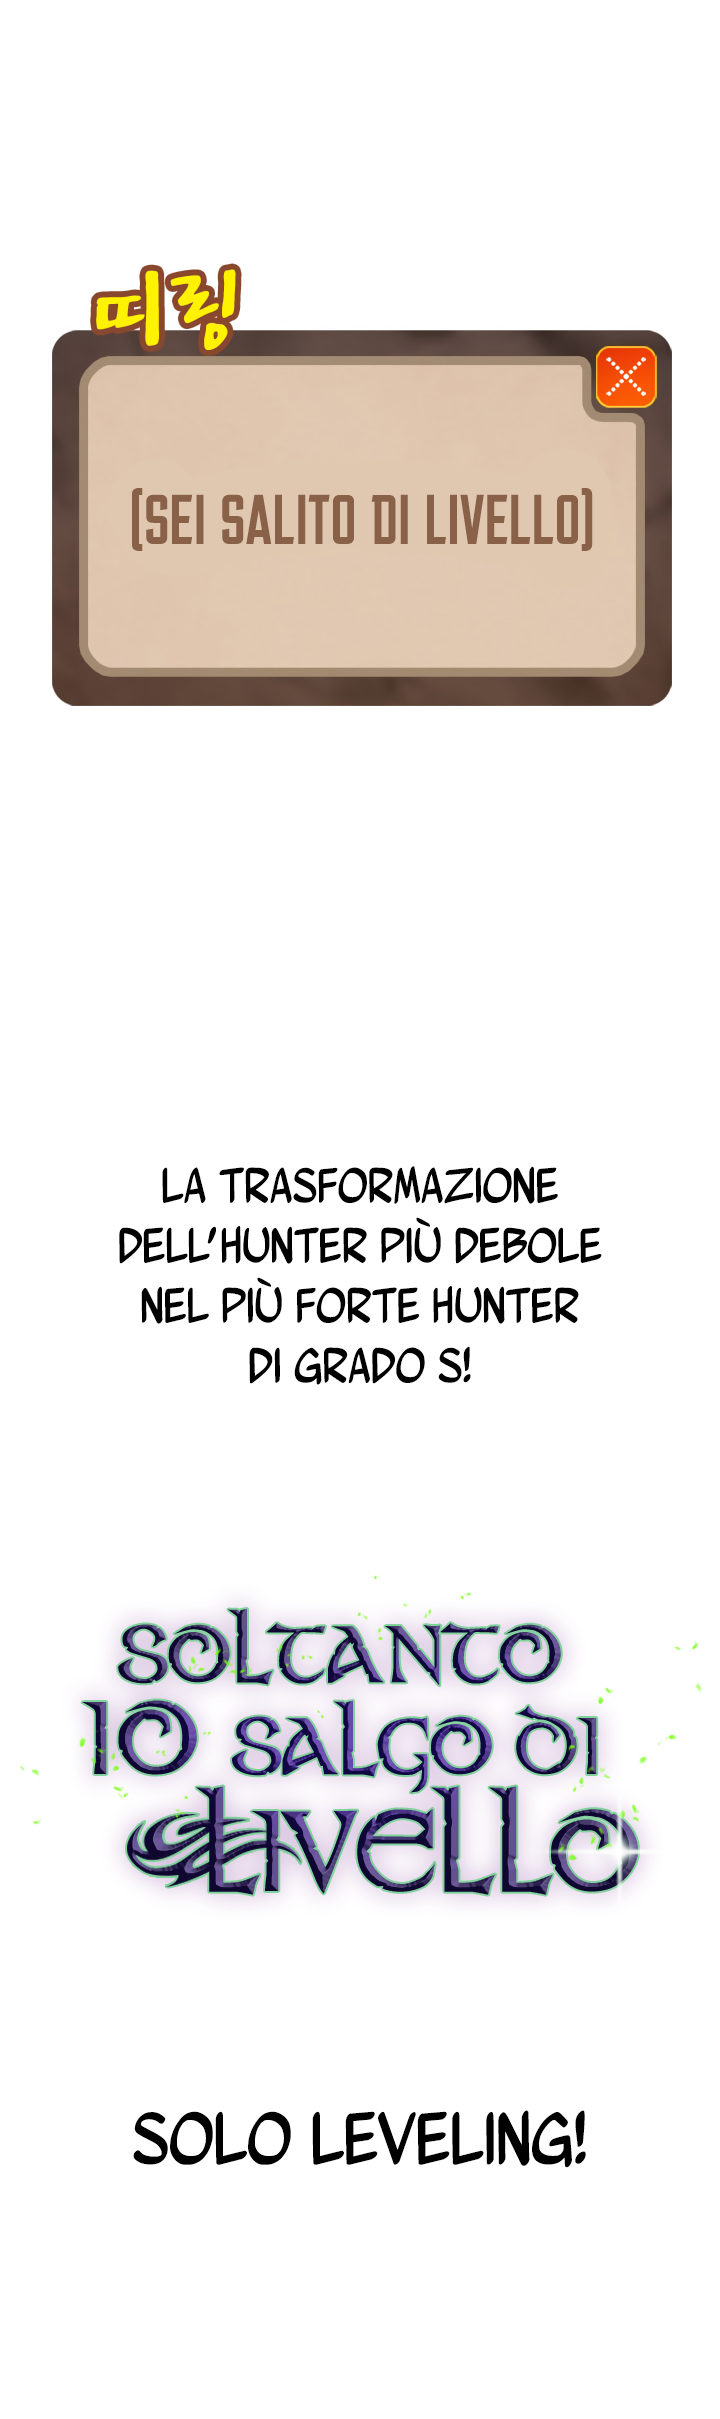 띠링
[SEI SALITO DI LIVELLO]
LA TRASFORMAZIONE
DELL'HUNTER PIÙ DEBOLE
NEL PIÙ FORTE HUNTER
DI GRADO S!
SOLTANTO
IO SALGO DI
LIVELLO
SOLO LEVELING!